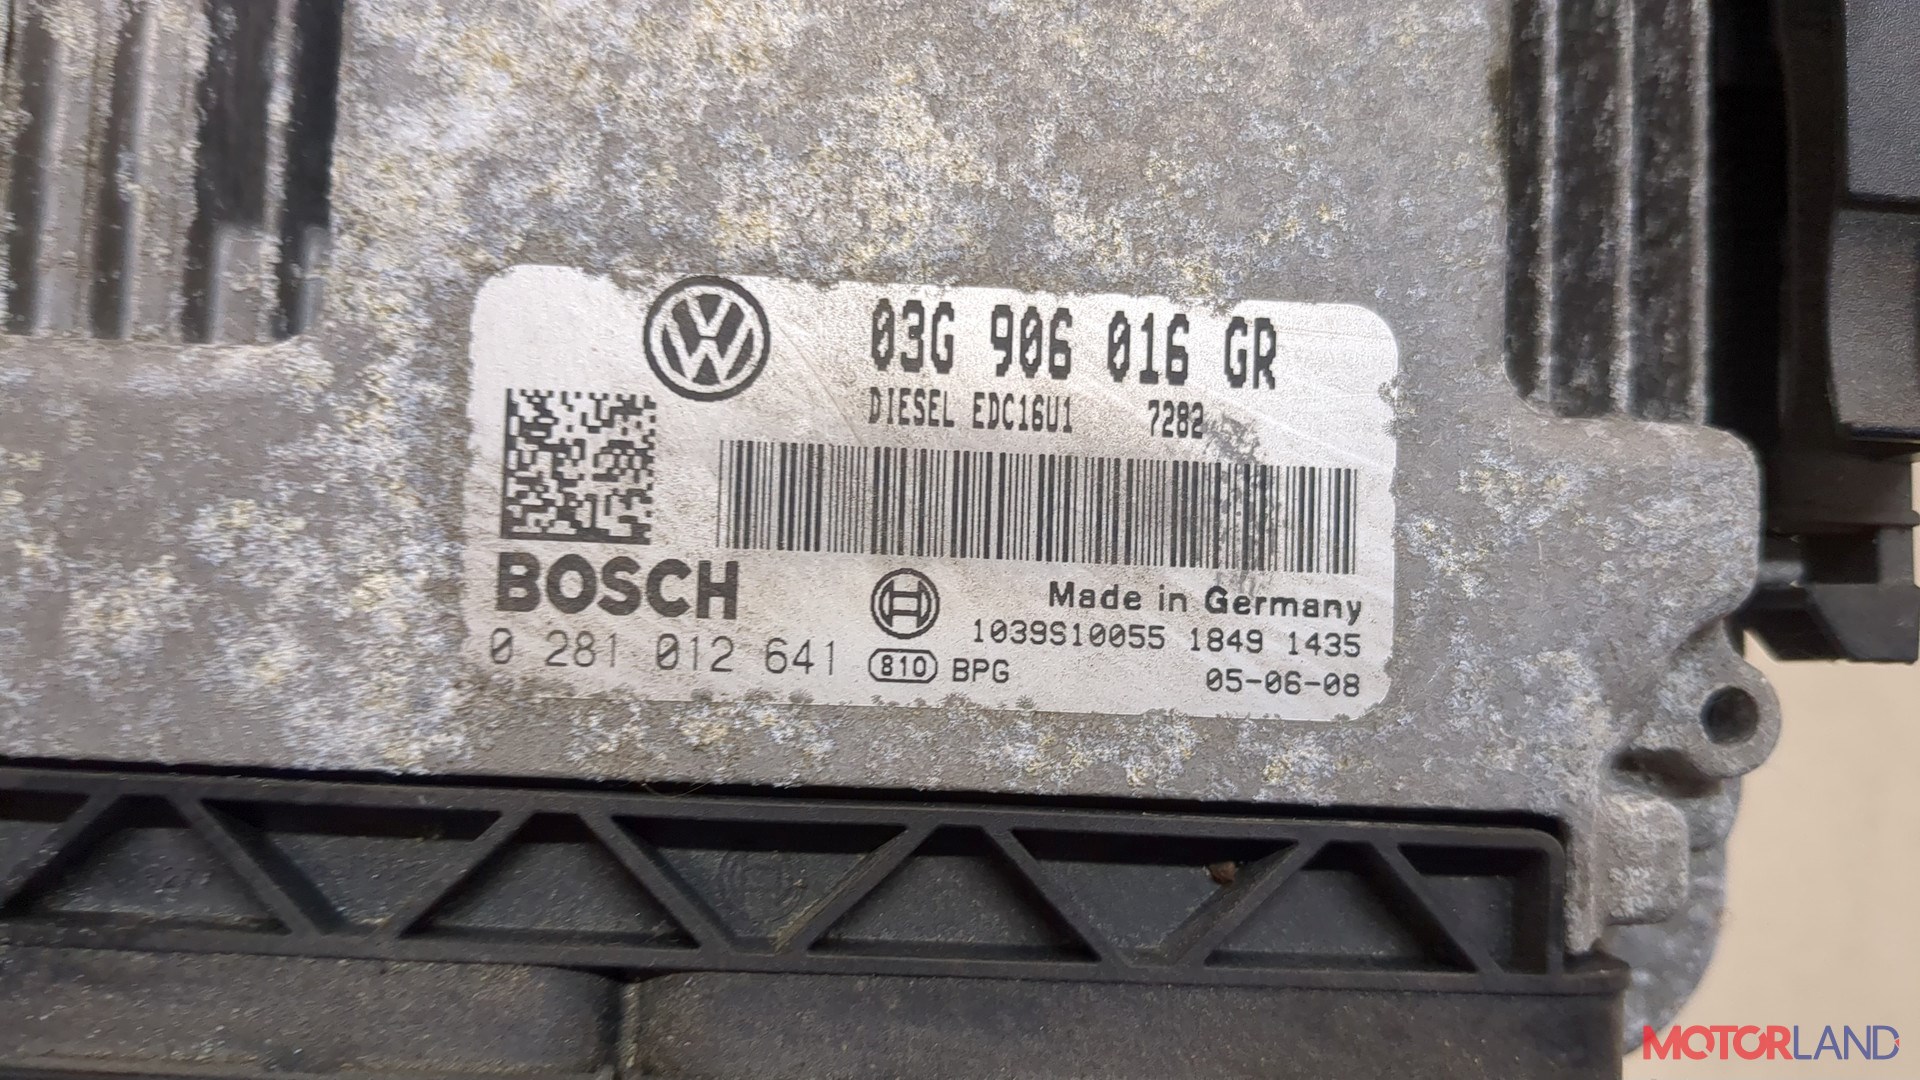 03G 906 016 GR
DIESEL EDC16U1 7282
BOSCH
Made in Germany
0 281 012 641
1039S10055 1849 1435
810 BPG
05-06-08
MOTORLAND